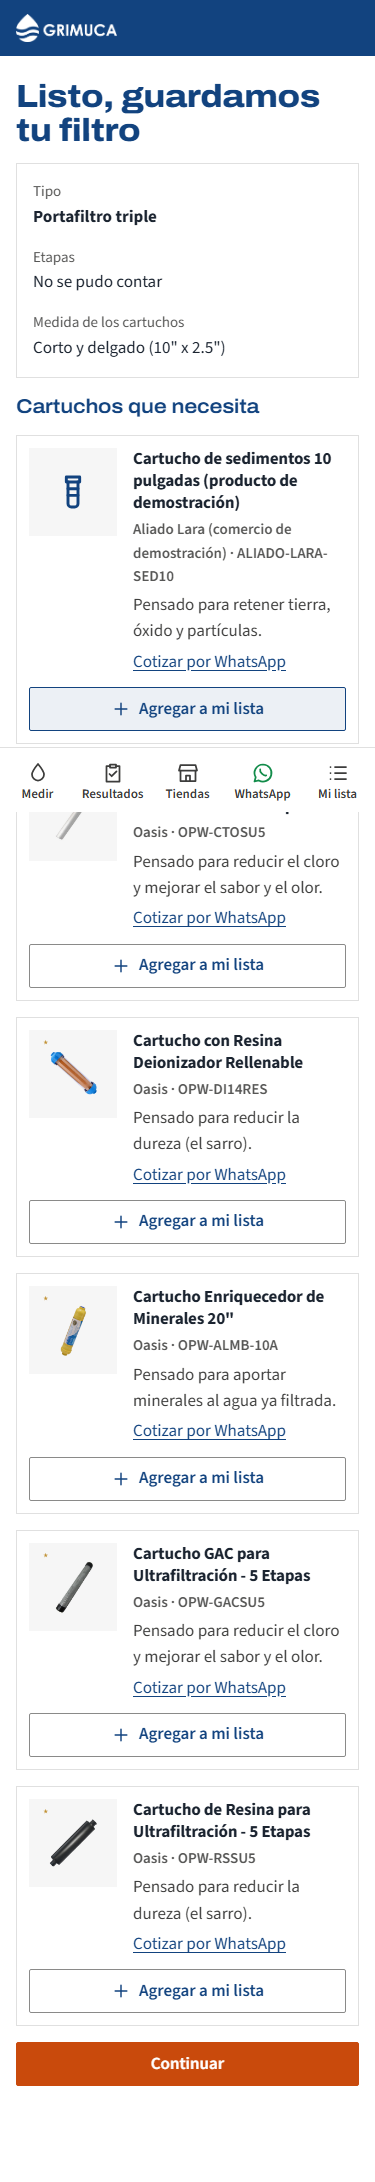 GRIMUCA
Listo, guardamos
tu filtro
Tipo
Portafiltro triple
Etapas
No se pudo contar
Medida de los cartuchos
Corto y delgado (10" x 2.5")
Cartuchos que necesita
Cartucho de sedimentos 10
pulgadas (producto de
demostración)
Aliado Lara (comercio de
demostración) · ALIADO-LARA-
SED10
Pensado para retener tierra,
óxido y partículas.
Cotizar por WhatsApp
+ Agregar a mi lista
Medir Resultados Tiendas WhatsApp Mi lista
Oasis · OPW-CTOSU5
Pensado para reducir el cloro
y mejorar el sabor y el olor.
Cotizar por WhatsApp
+ Agregar a mi lista
Cartucho con Resina
Deionizador Rellenable
Oasis · OPW-DI14RES
Pensado para reducir la
dureza (el sarro).
Cotizar por WhatsApp
+ Agregar a mi lista
Cartucho Enriquecedor de
Minerales 20"
Oasis · OPW-ALMB-10A
Pensado para aportar
minerales al agua ya filtrada.
Cotizar por WhatsApp
+ Agregar a mi lista
Cartucho GAC para
Ultrafiltración - 5 Etapas
Oasis · OPW-GACSU5
Pensado para reducir el cloro
y mejorar el sabor y el olor.
Cotizar por WhatsApp
+ Agregar a mi lista
Cartucho de Resina para
Ultrafiltración - 5 Etapas
Oasis · OPW-RSSU5
Pensado para reducir la
dureza (el sarro).
Cotizar por WhatsApp
+ Agregar a mi lista
Continuar